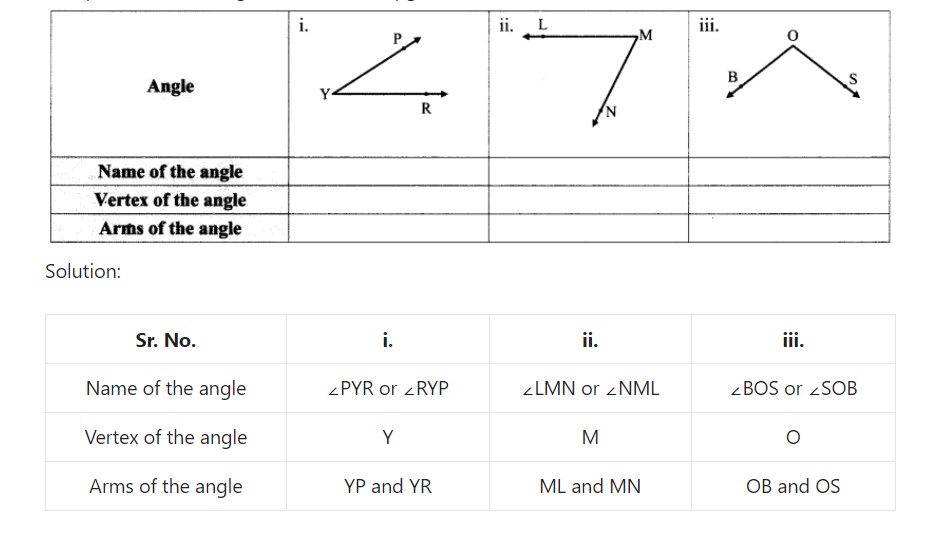 i.
ii.
iii.
P
Y
R
L
M
N
O
B
S
Angle
Name of the angle
Vertex of the angle
Arms of the angle
Solution:
Sr. No. i. ii. iii.
Name of the angle ∠PYR or ∠RYP ∠LMN or ∠NML ∠BOS or ∠SOB
Vertex of the angle Y M O
Arms of the angle YP and YR ML and MN OB and OS